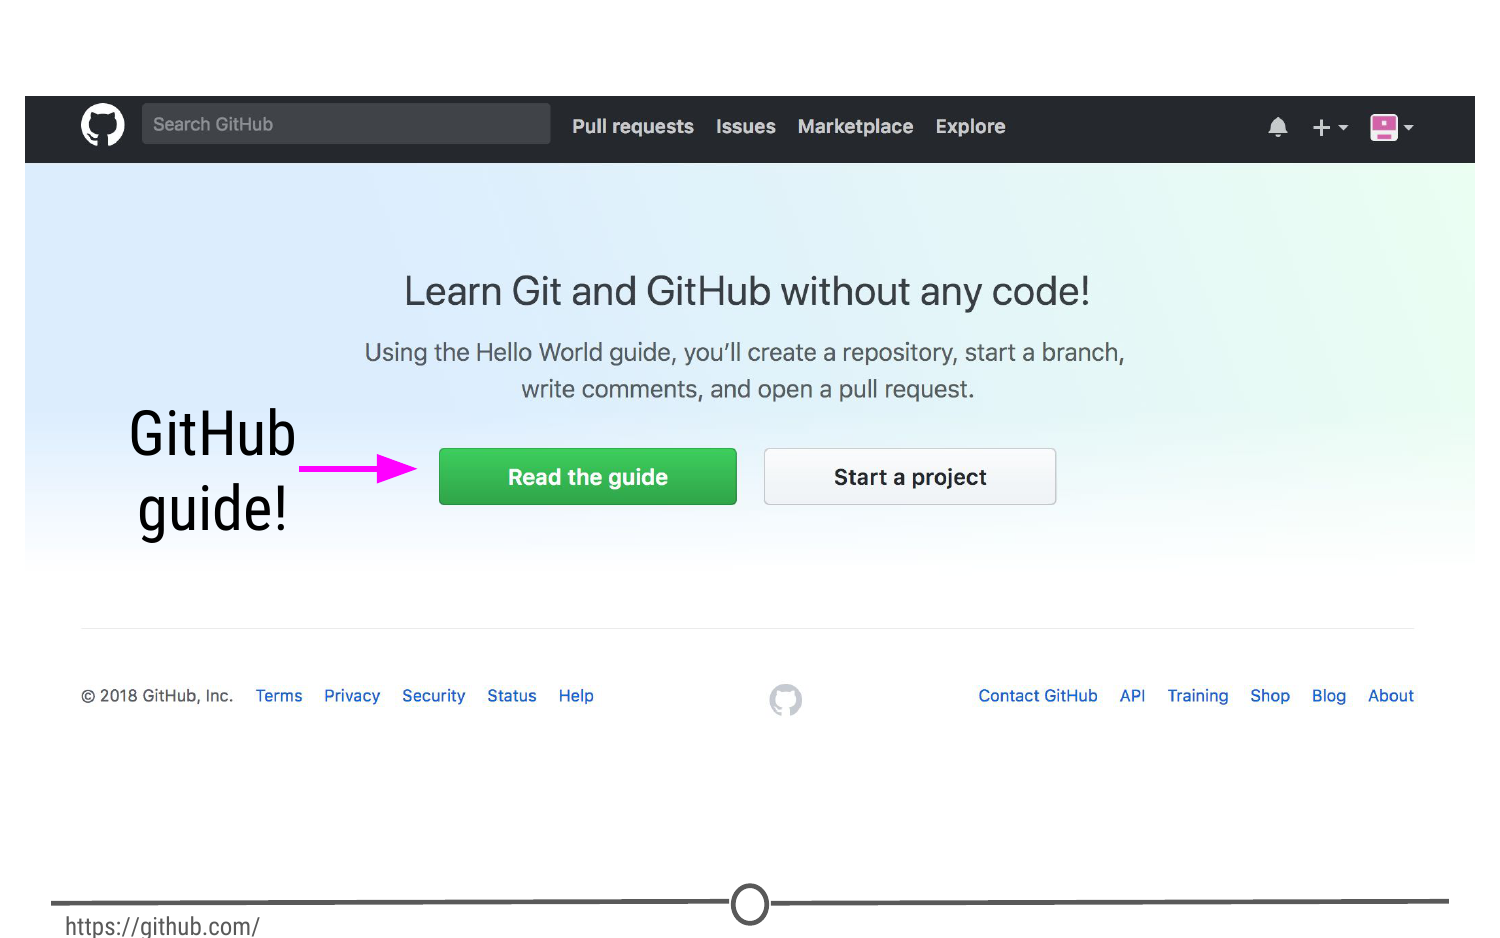 Search GitHub
Pull requests Issues Marketplace Explore
Learn Git and GitHub without any code!
Using the Hello World guide, you’ll create a repository, start a branch,
write comments, and open a pull request.
GitHub
guide!
Read the guide
Start a project
© 2018 GitHub, Inc. Terms Privacy Security Status Help
Contact GitHub API Training Shop Blog About
https://github.com/